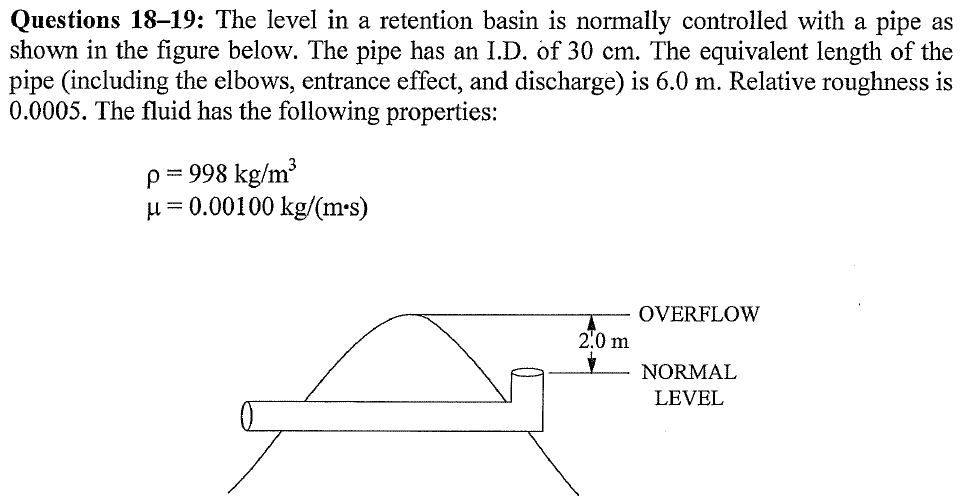 Questions 18–19: The level in a retention basin is normally controlled with a pipe as
shown in the figure below. The pipe has an I.D. of 30 cm. The equivalent length of the
pipe (including the elbows, entrance effect, and discharge) is 6.0 m. Relative roughness is
0.0005. The fluid has the following properties:
ρ = 998 kg/m³
μ = 0.00100 kg/(m·s)
OVERFLOW
2.0 m
NORMAL
LEVEL